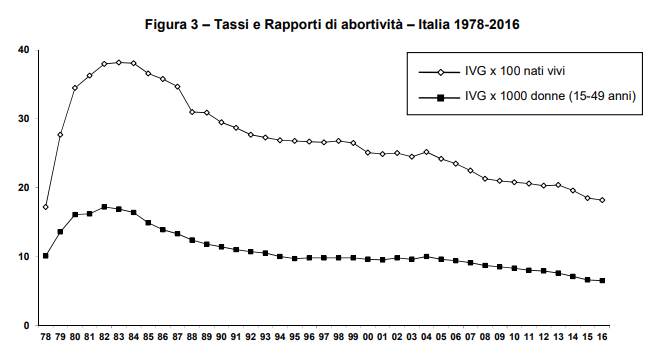 Figura 3 – Tassi e Rapporti di abortività – Italia 1978-2016
40
IVG x 100 nati vivi
IVG x 1000 donne (15-49 anni)
30
20
10
0
78 79 80 81 82 83 84 85 86 87 88 89 90 91 92 93 94 95 96 97 98 99 00 01 02 03 04 05 06 07 08 09 10 11 12 13 14 15 16